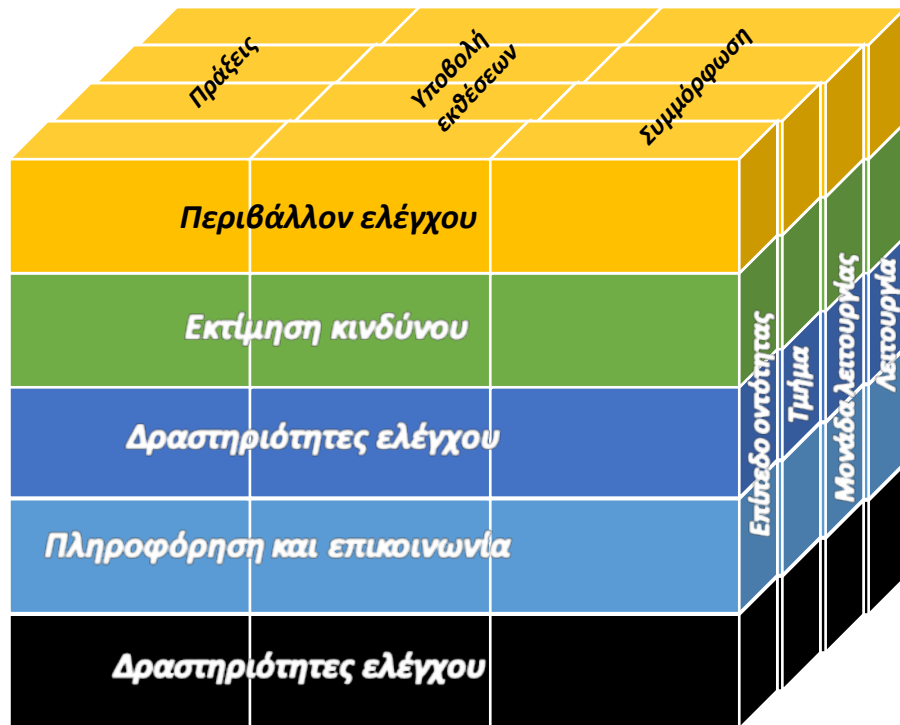 Πράξεις
Υποβολή
εκθέσεων
Συμμόρφωση
Περιβάλλον ελέγχου
Εκτίμηση κινδύνου
Δραστηριότητες ελέγχου
Πληροφόρηση και επικοινωνία
Δραστηριότητες ελέγχου
Επίπεδο οντότητας
Τμήμα
Μονάδα λειτουργίας
Λειτουργία